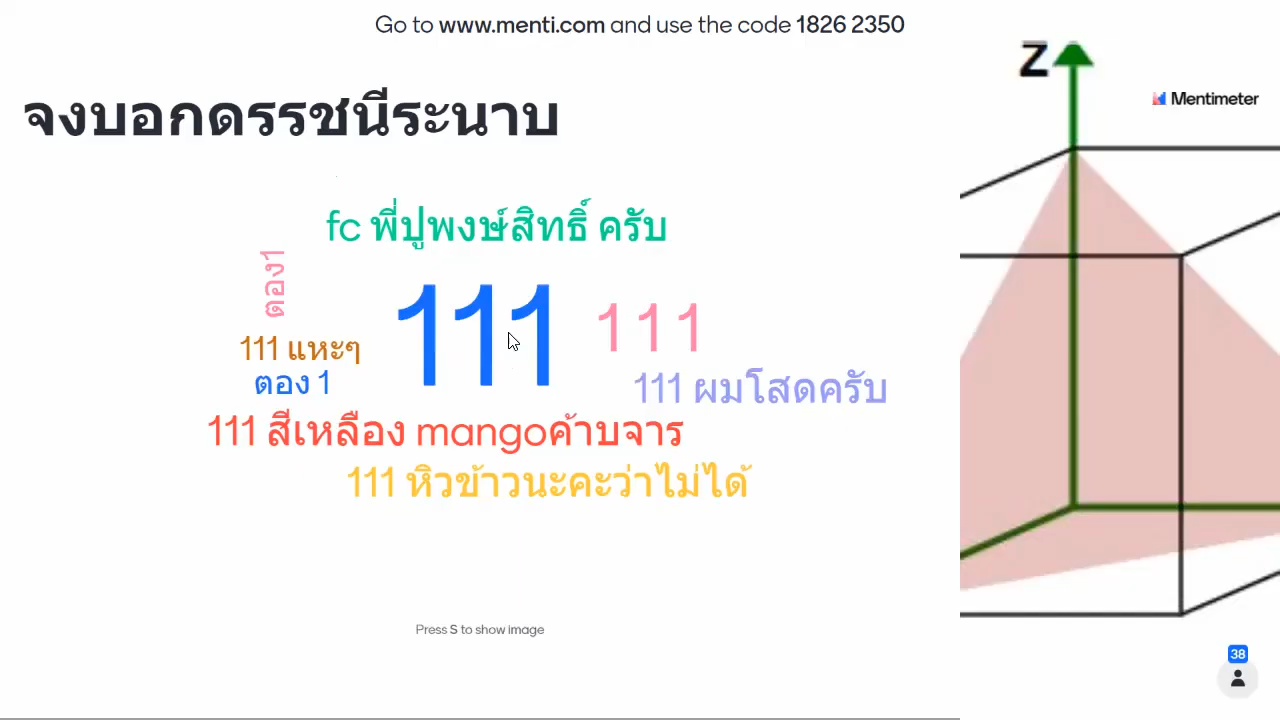 Go to www.menti.com and use the code 1826 2350
Z
Mentimeter
จงบอกดรรชนีระนาบ
fc พี่ปูพงษ์สิทธิ์ ครับ
ตอง1
111
1 1 1
111 แหะๆ
ตอง 1
111 ผมโสดครับ
111 สีเหลือง mangoค้าบจาร
111 หิวข้าวนะคะว่าไม่ได้
Press S to show image
38